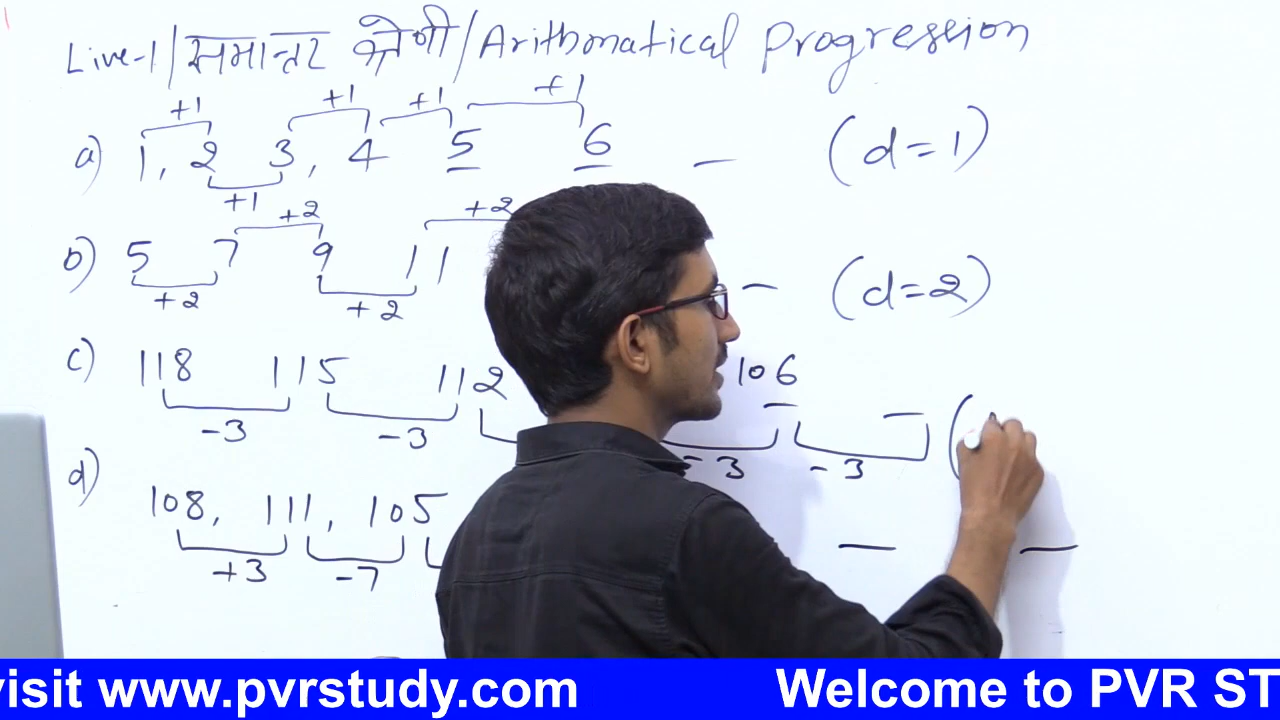 Live-1/समान्तर श्रेणी/Arithmatical Progression
+1 +1 +1 +1
a) 1, 2 3, 4 5 6 _ (d=1)
+1
+2 +2
b) 5 7 9 11 _ (d=2)
+2 +2
c) 118 115 112 106 _ (
-3 -3 -3 -3
d) 108, 111, 105 _ _
+3 -7
visit www.pvrstudy.com Welcome to PVR ST